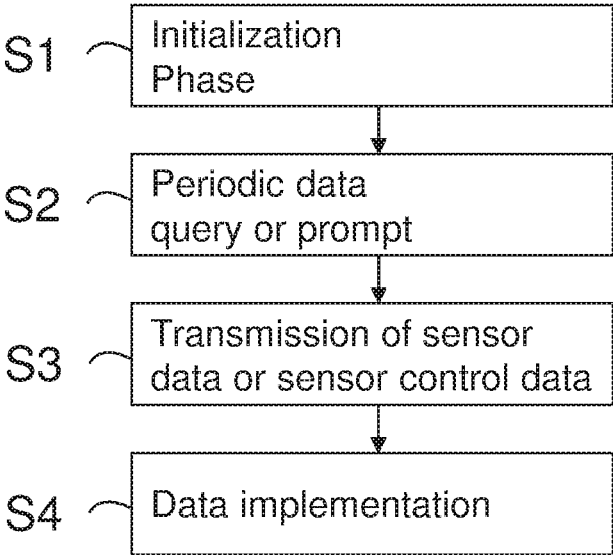 S1
Initialization
Phase
S2
Periodic data
query or prompt
S3
Transmission of sensor
data or sensor control data
S4
Data implementation